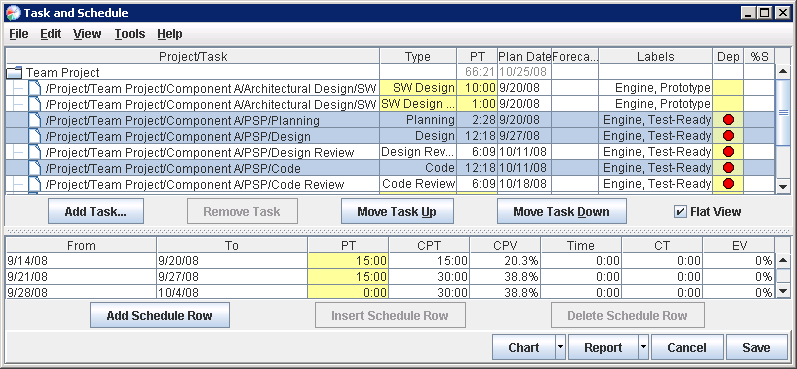 Task and Schedule
File Edit View Tools Help
Project/Task Type PT Plan Date Foreca... Labels Dep %S
Team Project 66:21 10/25/08
/Project/Team Project/Component A/Architectural Design/SW SW Design 10:00 9/20/08 Engine, Prototype
/Project/Team Project/Component A/Architectural Design/SW SW Design ... 1:00 9/20/08 Engine, Prototype
/Project/Team Project/Component A/PSP/Planning Planning 2:28 9/20/08 Engine, Test-Ready
/Project/Team Project/Component A/PSP/Design Design 12:18 9/27/08 Engine, Test-Ready
/Project/Team Project/Component A/PSP/Design Review Design Rev... 6:09 10/11/08 Engine, Test-Ready
/Project/Team Project/Component A/PSP/Code Code 12:18 10/11/08 Engine, Test-Ready
/Project/Team Project/Component A/PSP/Code Review Code Review 6:09 10/18/08 Engine, Test-Ready
Add Task... Remove Task Move Task Up Move Task Down Flat View
From To PT CPT CPV Time CT EV
9/14/08 9/20/08 15:00 15:00 20.3% 0:00 0:00 0%
9/21/08 9/27/08 15:00 30:00 38.8% 0:00 0:00 0%
9/28/08 10/4/08 0:00 30:00 38.8% 0:00 0:00 0%
Add Schedule Row Insert Schedule Row Delete Schedule Row
Chart Report Cancel Save